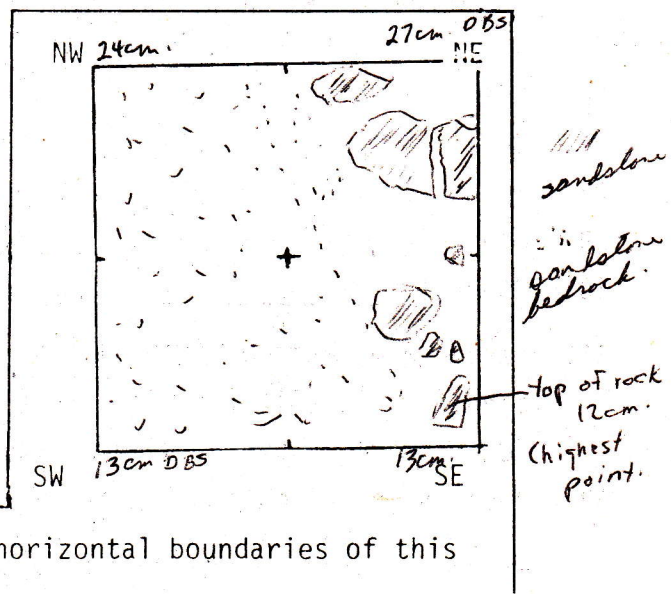 27cm. DBS
NW 24cm. NE
sandstone
sandstone
bedrock.
top of rock
12cm.
(highest
point.
SW 13cm DBS 13cm. SE
horizontal boundaries of this